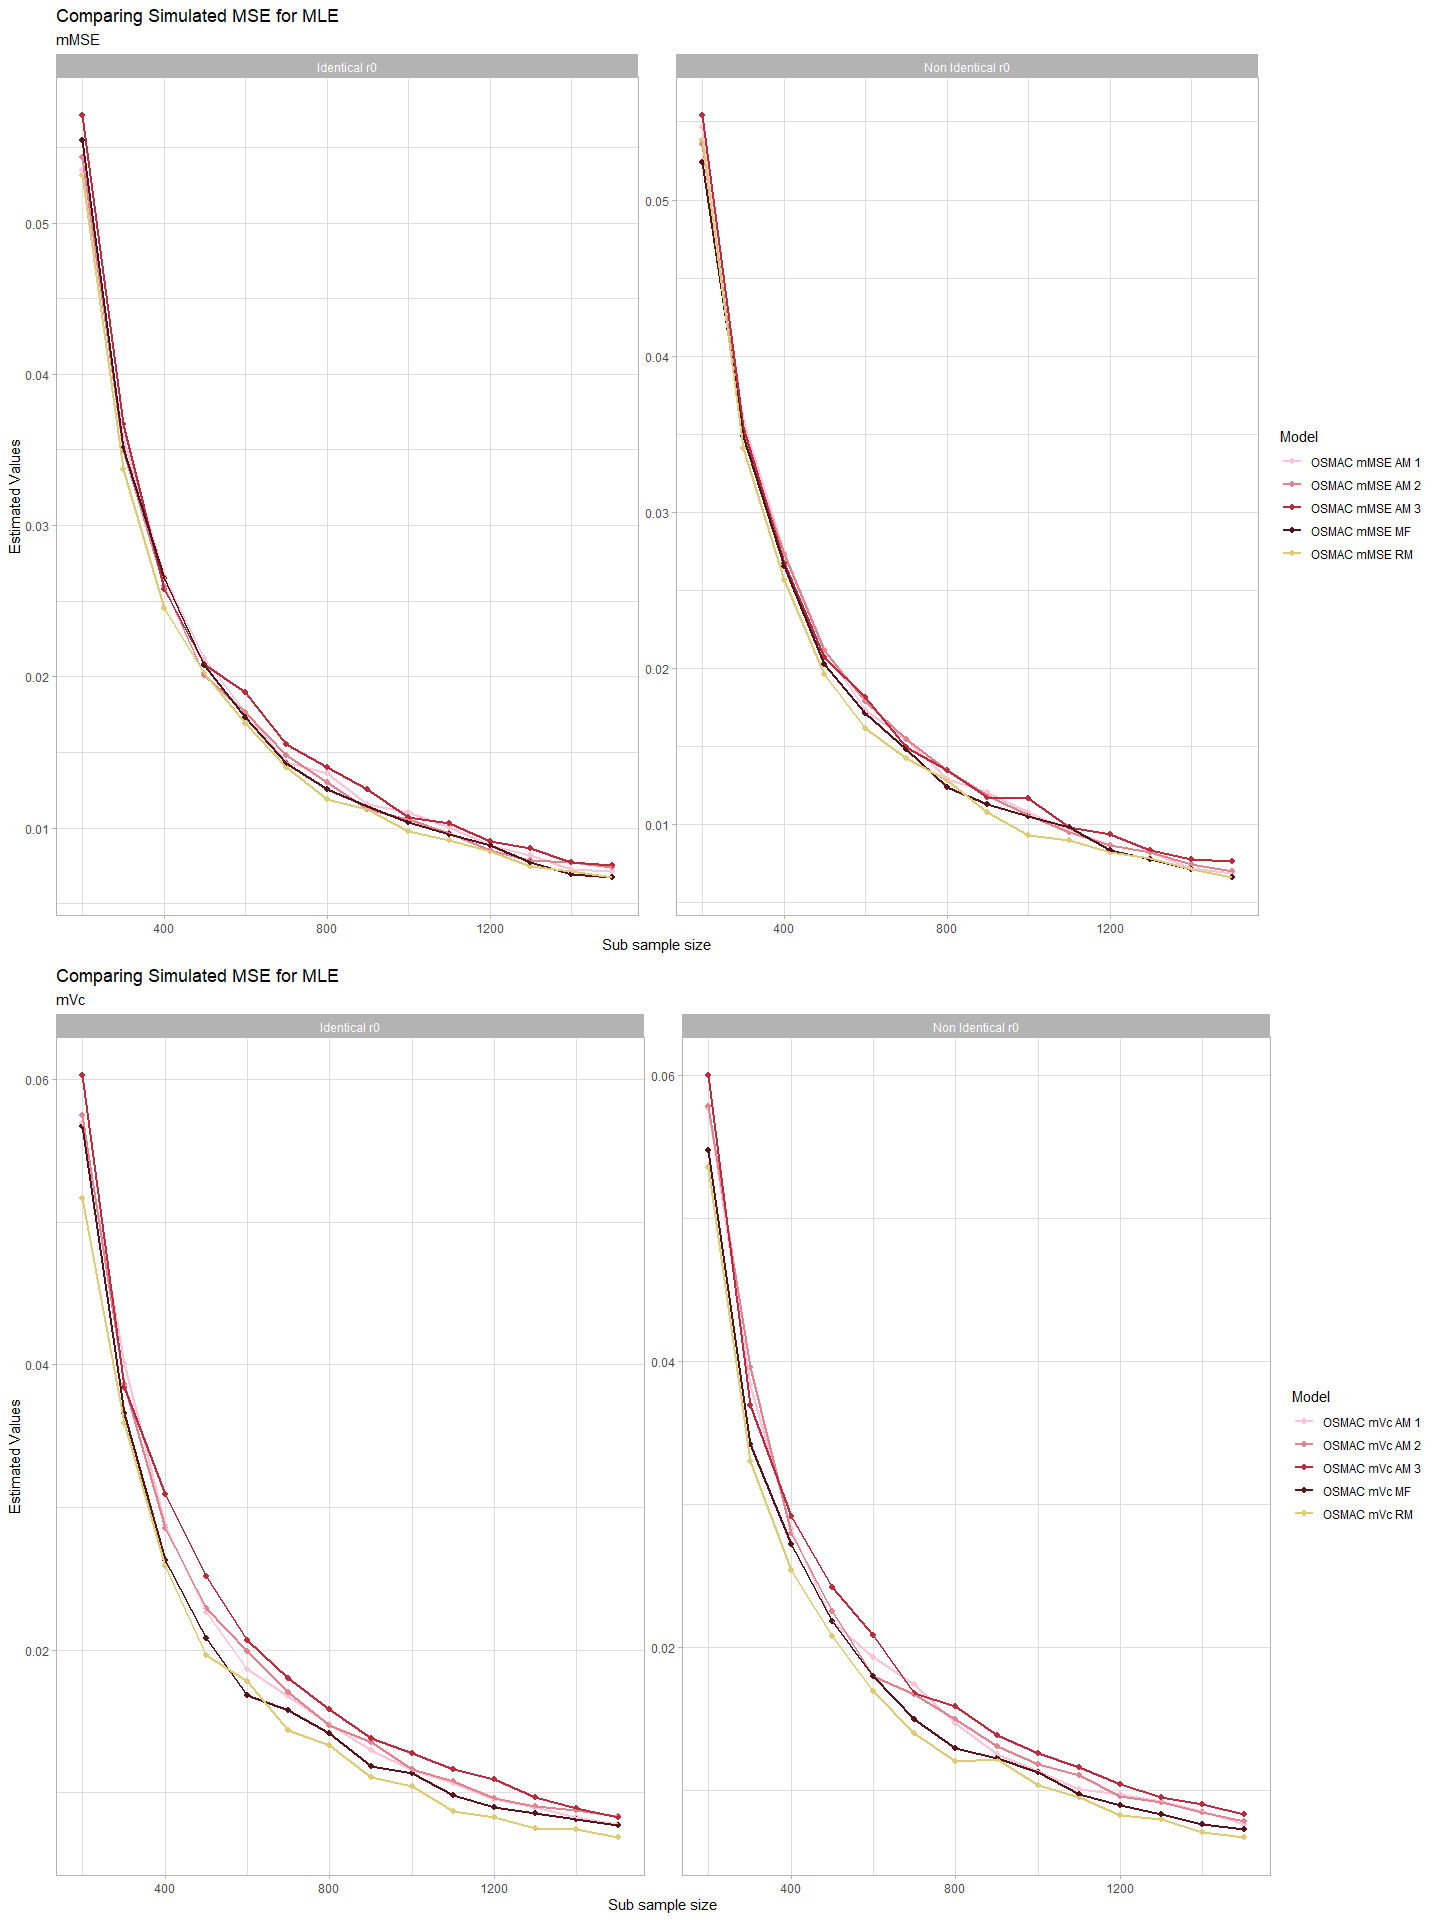 Comparing Simulated MSE for MLE
mMSE
Identical r0
Non Identical r0
Estimated Values
0.05
0.04
0.03
0.02
0.01
0.05
0.04
0.03
0.02
0.01
400
800
1200
400
800
1200
Sub sample size
Model
OSMAC mMSE AM 1
OSMAC mMSE AM 2
OSMAC mMSE AM 3
OSMAC mMSE MF
OSMAC mMSE RM
Comparing Simulated MSE for MLE
mVc
Identical r0
Non Identical r0
Estimated Values
0.06
0.04
0.02
0.06
0.04
0.02
400
800
1200
400
800
1200
Sub sample size
Model
OSMAC mVc AM 1
OSMAC mVc AM 2
OSMAC mVc AM 3
OSMAC mVc MF
OSMAC mVc RM